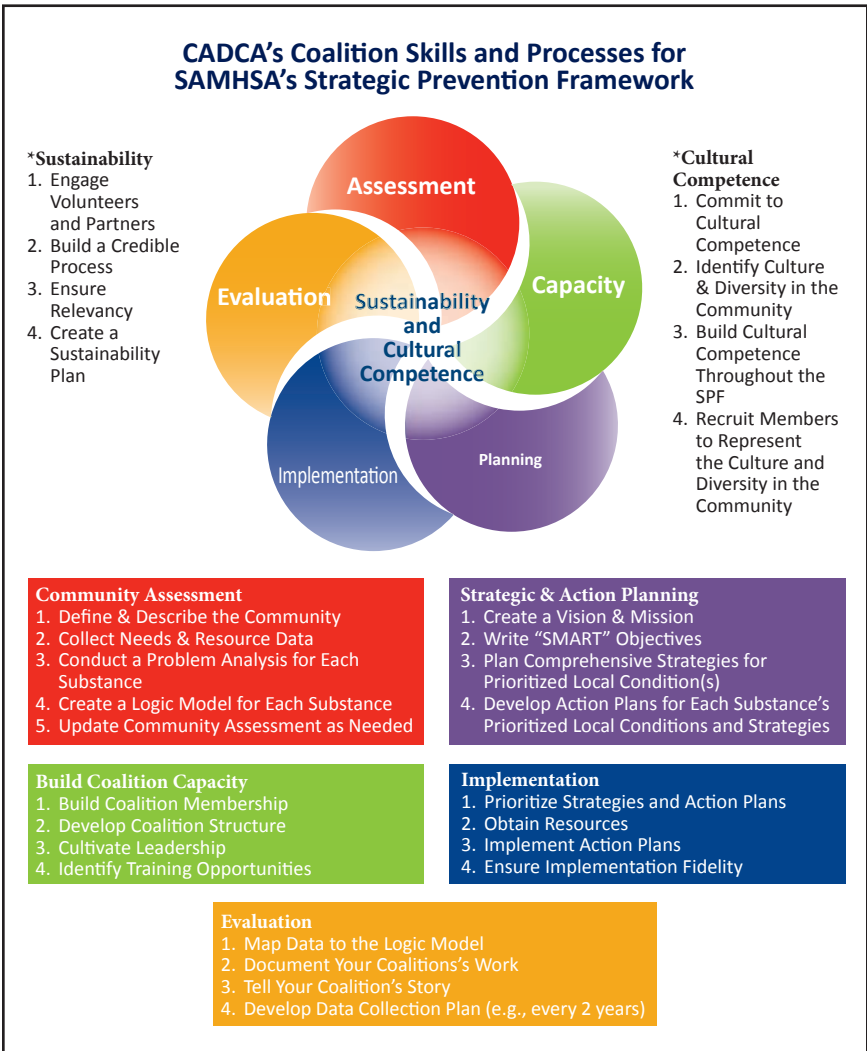 CADCA's Coalition Skills and Processes for
SAMHSA's Strategic Prevention Framework
*Sustainability
1. Engage
Volunteers
and Partners
2. Build a Credible
Process
3. Ensure
Relevancy
4. Create a
Sustainability
Plan
Assessment
Capacity
Evaluation
Sustainability
and
Cultural
Competence
Planning
Implementation
*Cultural
Competence
1. Commit to
Cultural
Competence
2. Identify Culture
& Diversity in the
Community
3. Build Cultural
Competence
Throughout the
SPF
4. Recruit Members
to Represent
the Culture and
Diversity in the
Community
Community Assessment
1. Define & Describe the Community
2. Collect Needs & Resource Data
3. Conduct a Problem Analysis for Each
Substance
4. Create a Logic Model for Each Substance
5. Update Community Assessment as Needed
Strategic & Action Planning
1. Create a Vision & Mission
2. Write “SMART” Objectives
3. Plan Comprehensive Strategies for
Prioritized Local Condition(s)
4. Develop Action Plans for Each Substance’s
Prioritized Local Conditions and Strategies
Build Coalition Capacity
1. Build Coalition Membership
2. Develop Coalition Structure
3. Cultivate Leadership
4. Identify Training Opportunities
Implementation
1. Prioritize Strategies and Action Plans
2. Obtain Resources
3. Implement Action Plans
4. Ensure Implementation Fidelity
Evaluation
1. Map Data to the Logic Model
2. Document Your Coalitions's Work
3. Tell Your Coalition's Story
4. Develop Data Collection Plan (e.g., every 2 years)